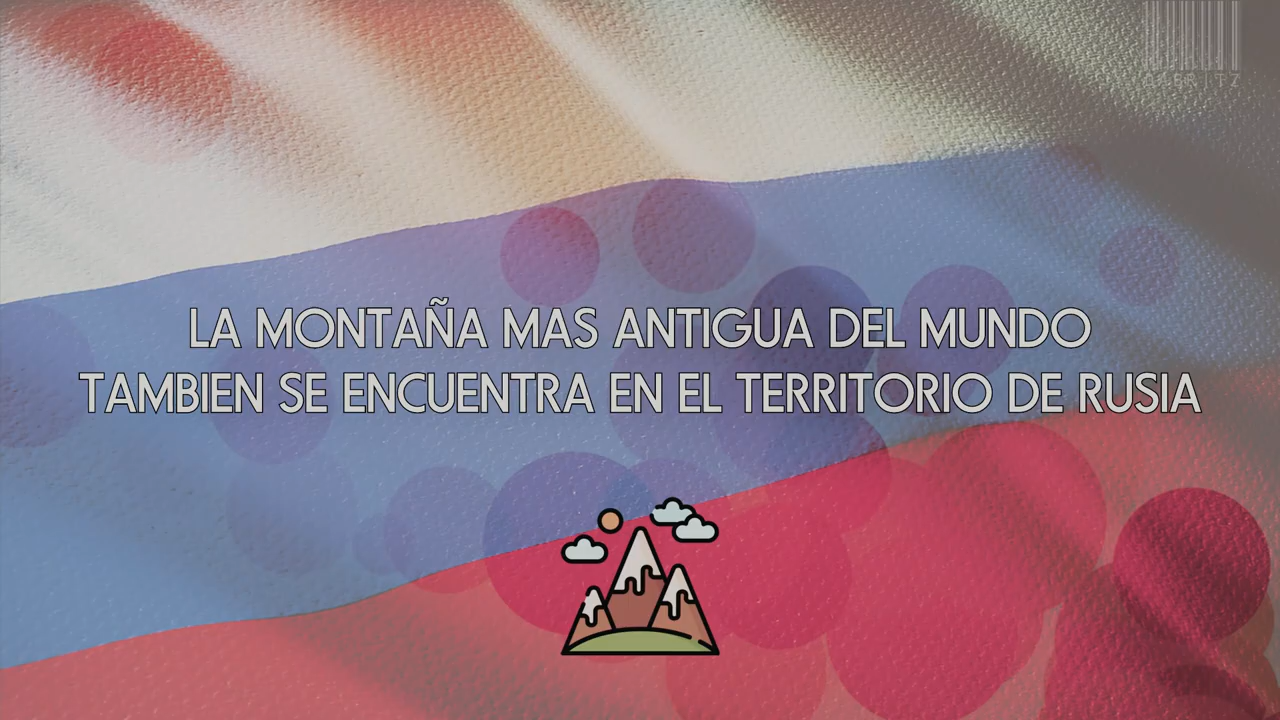 LA MONTAÑA MAS ANTIGUA DEL MUNDO
TAMBIEN SE ENCUENTRA EN EL TERRITORIO DE RUSIA